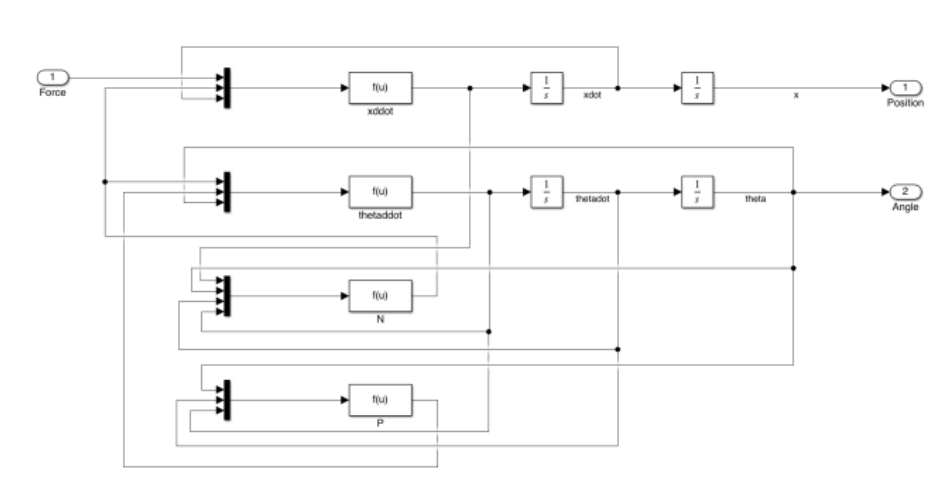 1
Force
f(u)
xddot
1
s
xdot
1
s
x
1
Position
f(u)
thetaddot
1
s
thetadot
1
s
theta
2
Angle
f(u)
N
f(u)
P